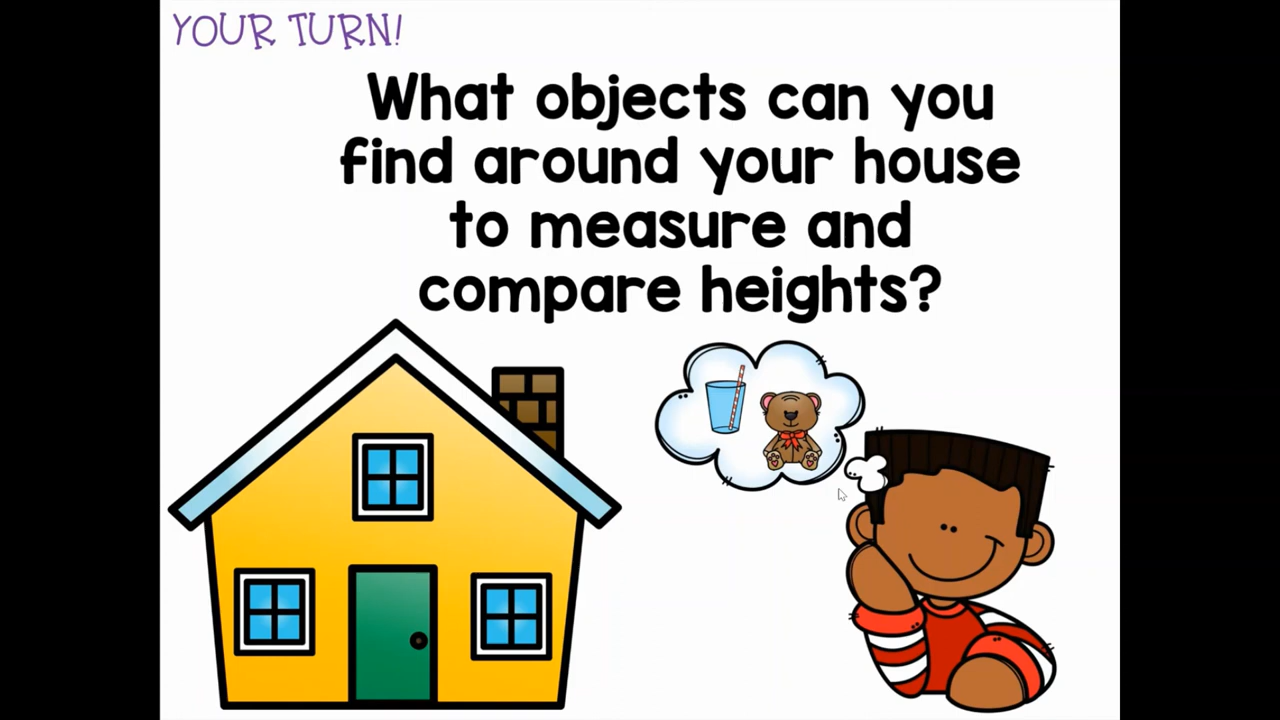 YOUR TURN!
What objects can you
find around your house
to measure and
compare heights?